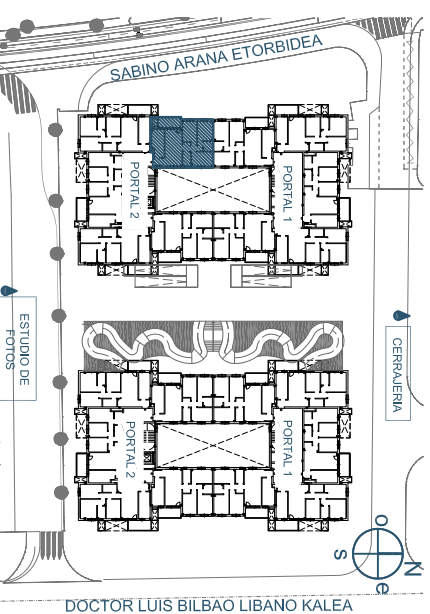 SABINO ARANA ETORBIDEA
PORTAL 2
PORTAL 1
ESTUDIO DE
FOTOS
CERRAJERIA
PORTAL 2
PORTAL 1
o
s
N
e
DOCTOR LUIS BILBAO LIBANO KALEA